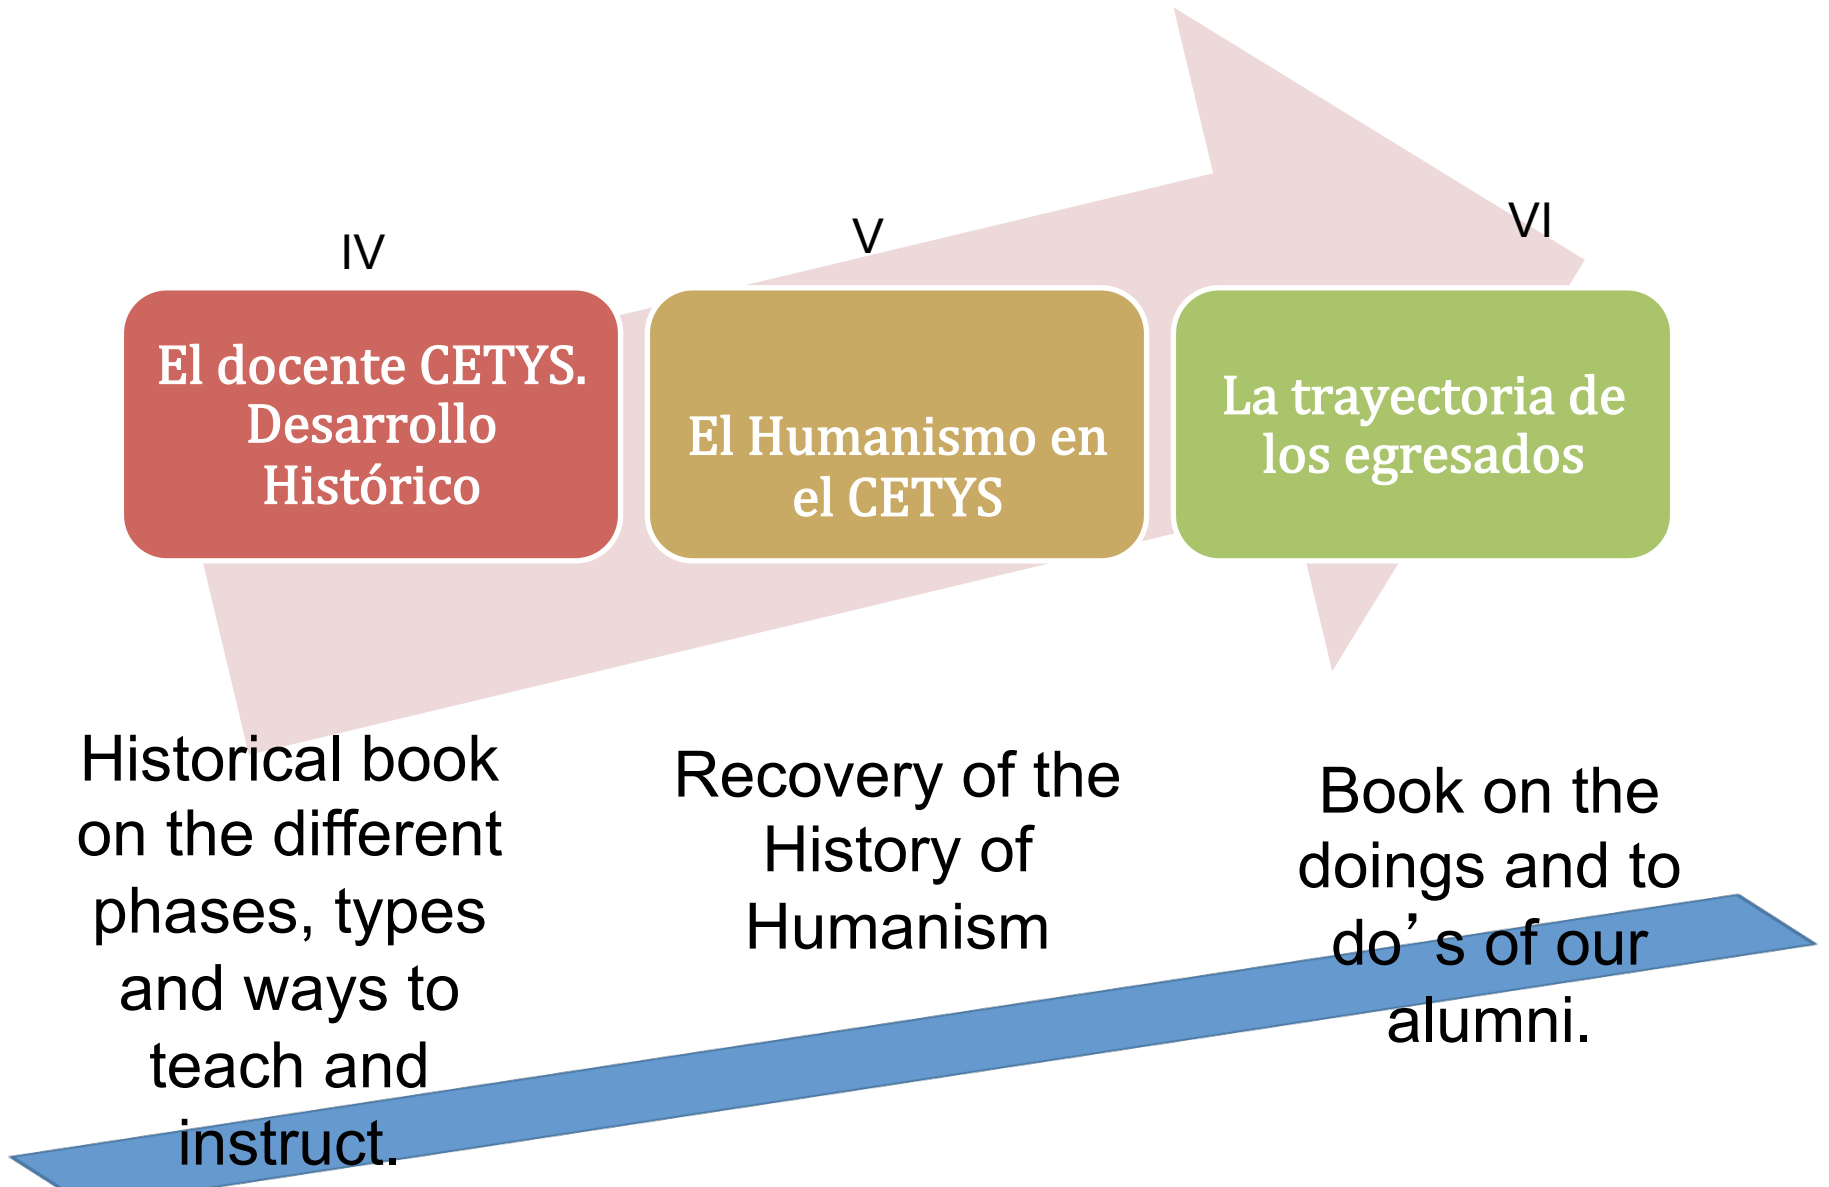 IV
El docente CETYS.
Desarrollo
Histórico
Historical book
on the different
phases, types
and ways to
teach and
instruct.
V
El Humanismo en
el CETYS
Recovery of the
History of
Humanism
VI
La trayectoria de
los egresados
Book on the
doings and to
do’s of our
alumni.